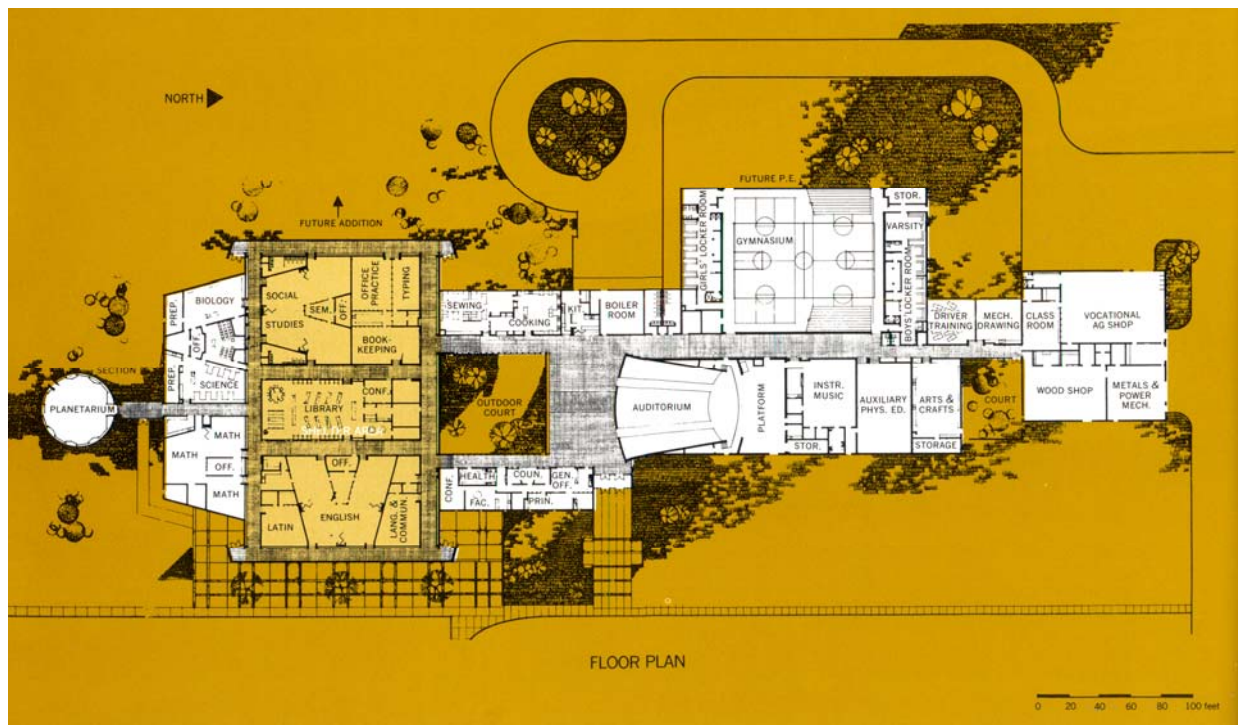 NORTH
FUTURE P.E.
FUTURE ADDITION
STOR.
VARSITY
GIRLS' LOCKER ROOM
GYMNASIUM
BOYS' LOCKER ROOM
BIOLOGY
PREP.
OFF.
PREP.
SCIENCE
SECTION
SOCIAL
STUDIES
SEM.
OFF.
OFFICE
PRACTICE
TYPING
BOOK-
KEEPING
SEWING
COOKING
KIT.
BOILER
ROOM
DRIVER
TRAINING
MECH.
DRAWING
CLASS
ROOM
VOCATIONAL
AG SHOP
PLANETARIUM
LIBRARY
SHELTER AREA
CONF.
OUTDOOR
COURT
AUDITORIUM
PLATFORM
INSTR.
MUSIC
STOR.
AUXILIARY
PHYS. ED.
ARTS &
CRAFTS
STORAGE
COURT
WOOD SHOP
METALS &
POWER
MECH.
MATH
MATH
OFF.
MATH
OFF.
LATIN
ENGLISH
LANG. &
COMMUN.
CONF.
HEALTH
FAC.
COUN.
GEN.
OFF.
PRIN.
FLOOR PLAN
0 20 40 60 80 100 feet